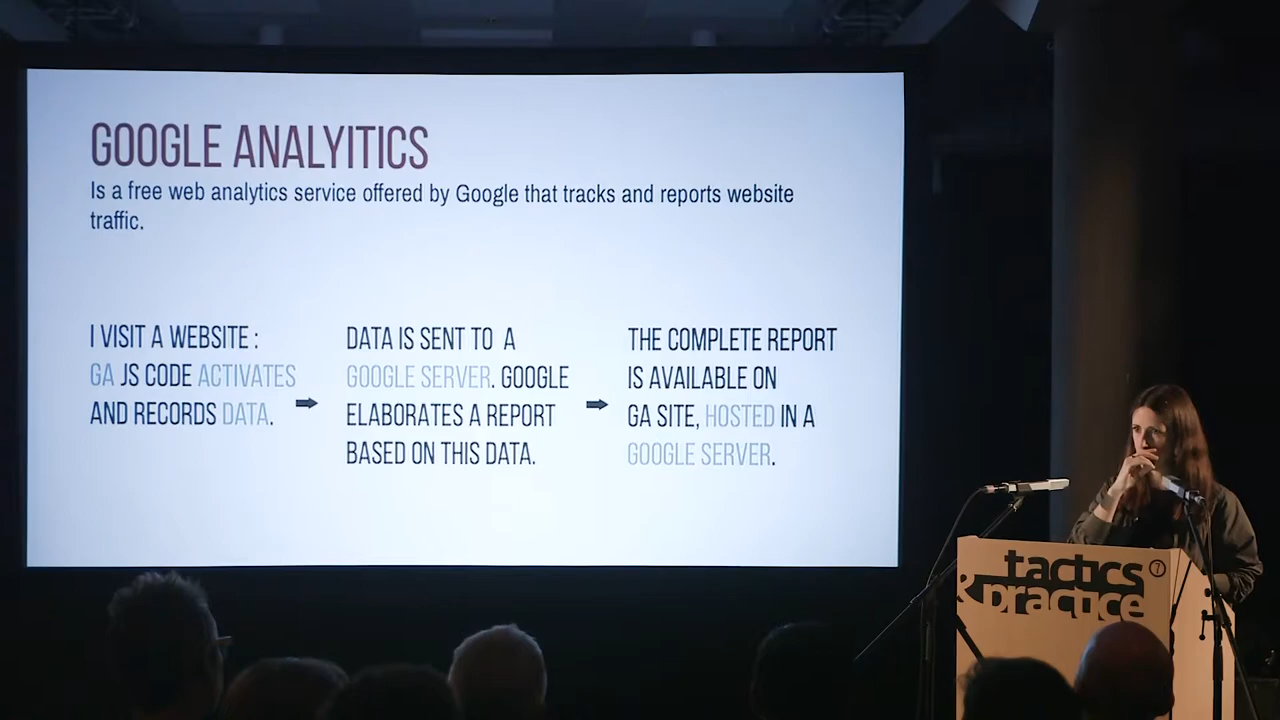 GOOGLE ANALYITICS
Is a free web analytics service offered by Google that tracks and reports website
traffic.
I VISIT A WEBSITE :
GA JS CODE ACTIVATES
AND RECORDS DATA.
DATA IS SENT TO A
GOOGLE SERVER. GOOGLE
ELABORATES A REPORT
BASED ON THIS DATA.
THE COMPLETE REPORT
IS AVAILABLE ON
GA SITE, HOSTED IN A
GOOGLE SERVER.
tactics 7
& practice